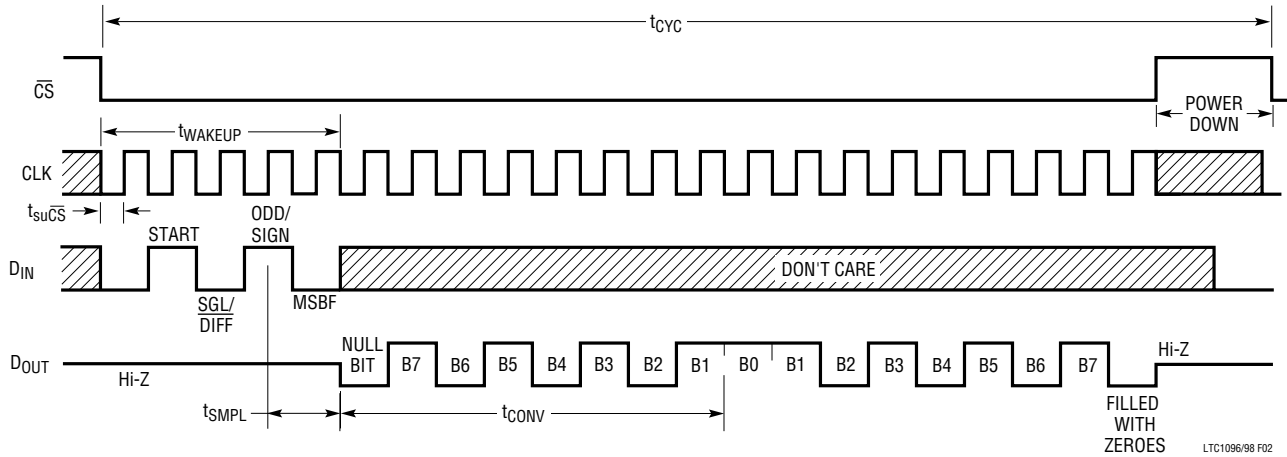 tCYC
CS
POWER
DOWN
tWAKEUP
CLK
tsuCS
START
ODD/
SIGN
DIN
DON'T CARE
SGL/
DIFF
MSBF
DOUT
Hi-Z
NULL
BIT
B7
B6
B5
B4
B3
B2
B1
B0
B1
B2
B3
B4
B5
B6
B7
Hi-Z
tSMPL
tCONV
FILLED
WITH
ZEROES
LTC1096/98 F02